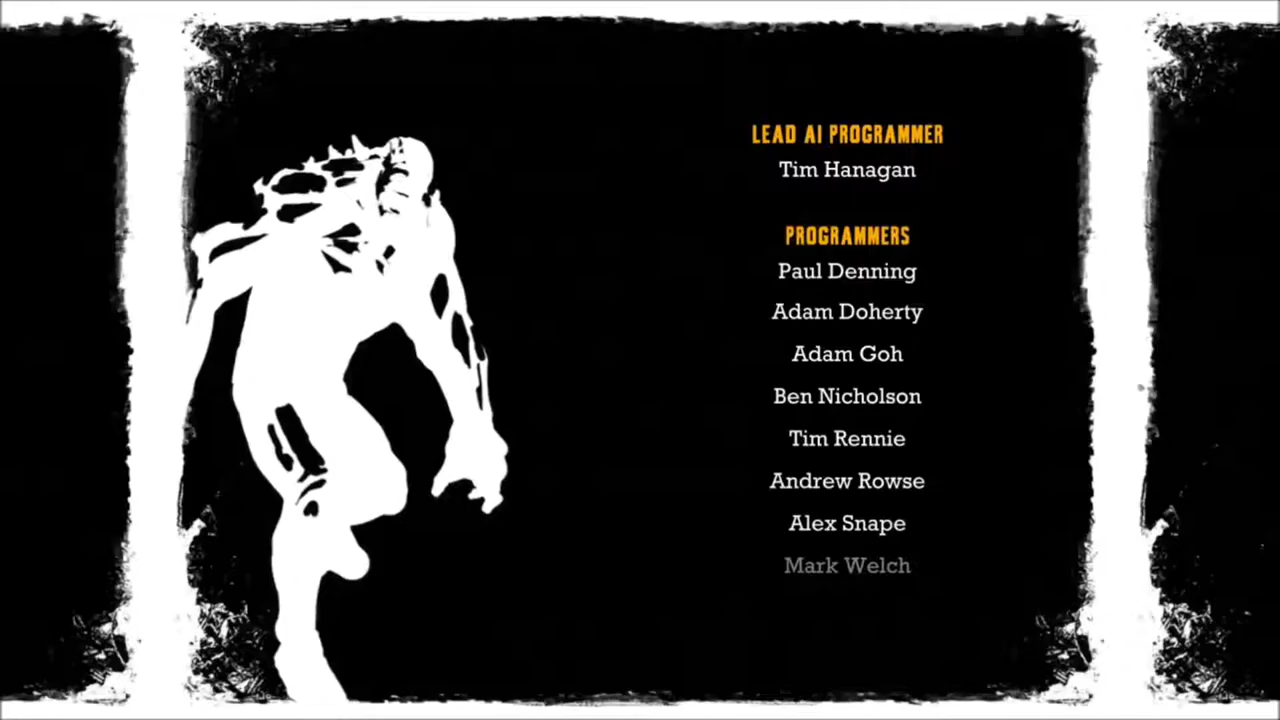 LEAD AI PROGRAMMER
Tim Hanagan
PROGRAMMERS
Paul Denning
Adam Doherty
Adam Goh
Ben Nicholson
Tim Rennie
Andrew Rowse
Alex Snape
Mark Welch